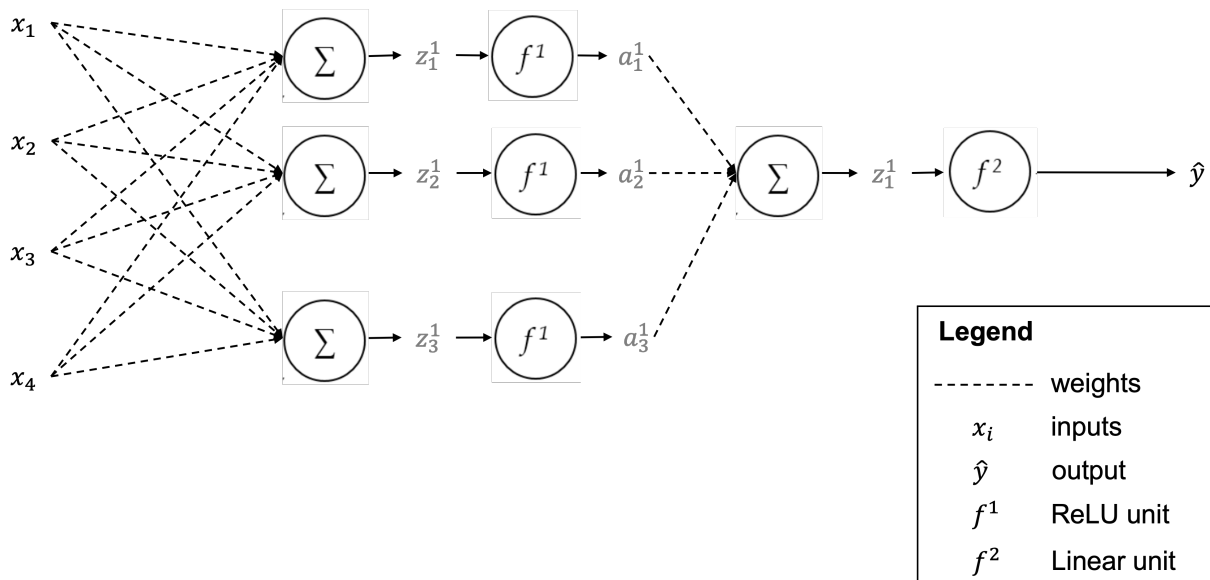 x₁
∑ z₁¹ f¹ a₁¹
x₂
∑ z₂¹ f¹ a₂¹ ∑ z₁¹ f² ŷ
x₃
∑ z₃¹ f¹ a₃¹
x₄
Legend
weights
xᵢ inputs
ŷ output
f¹ ReLU unit
f² Linear unit